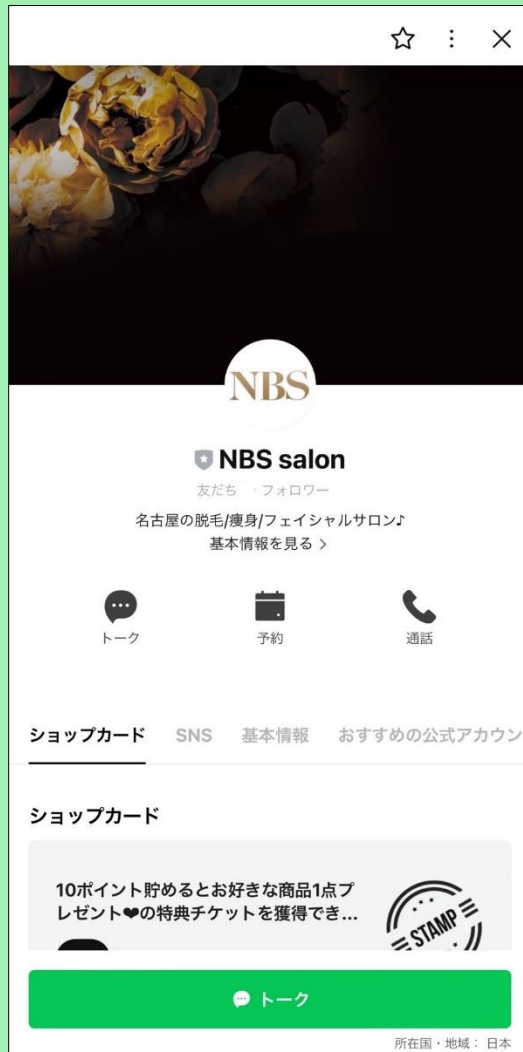 NBS
NBS salon
友だち ・フォロワー
名古屋の脱毛/痩身/フェイシャルサロン♪
基本情報を見る >
トーク 予約 通話
ショップカード SNS 基本情報 おすすめの公式アカウン
ショップカード
10ポイント貯めるとお好きな商品1点プ
レゼント❤の特典チケットを獲得でき...
STAMP
トーク
所在国・地域： 日本